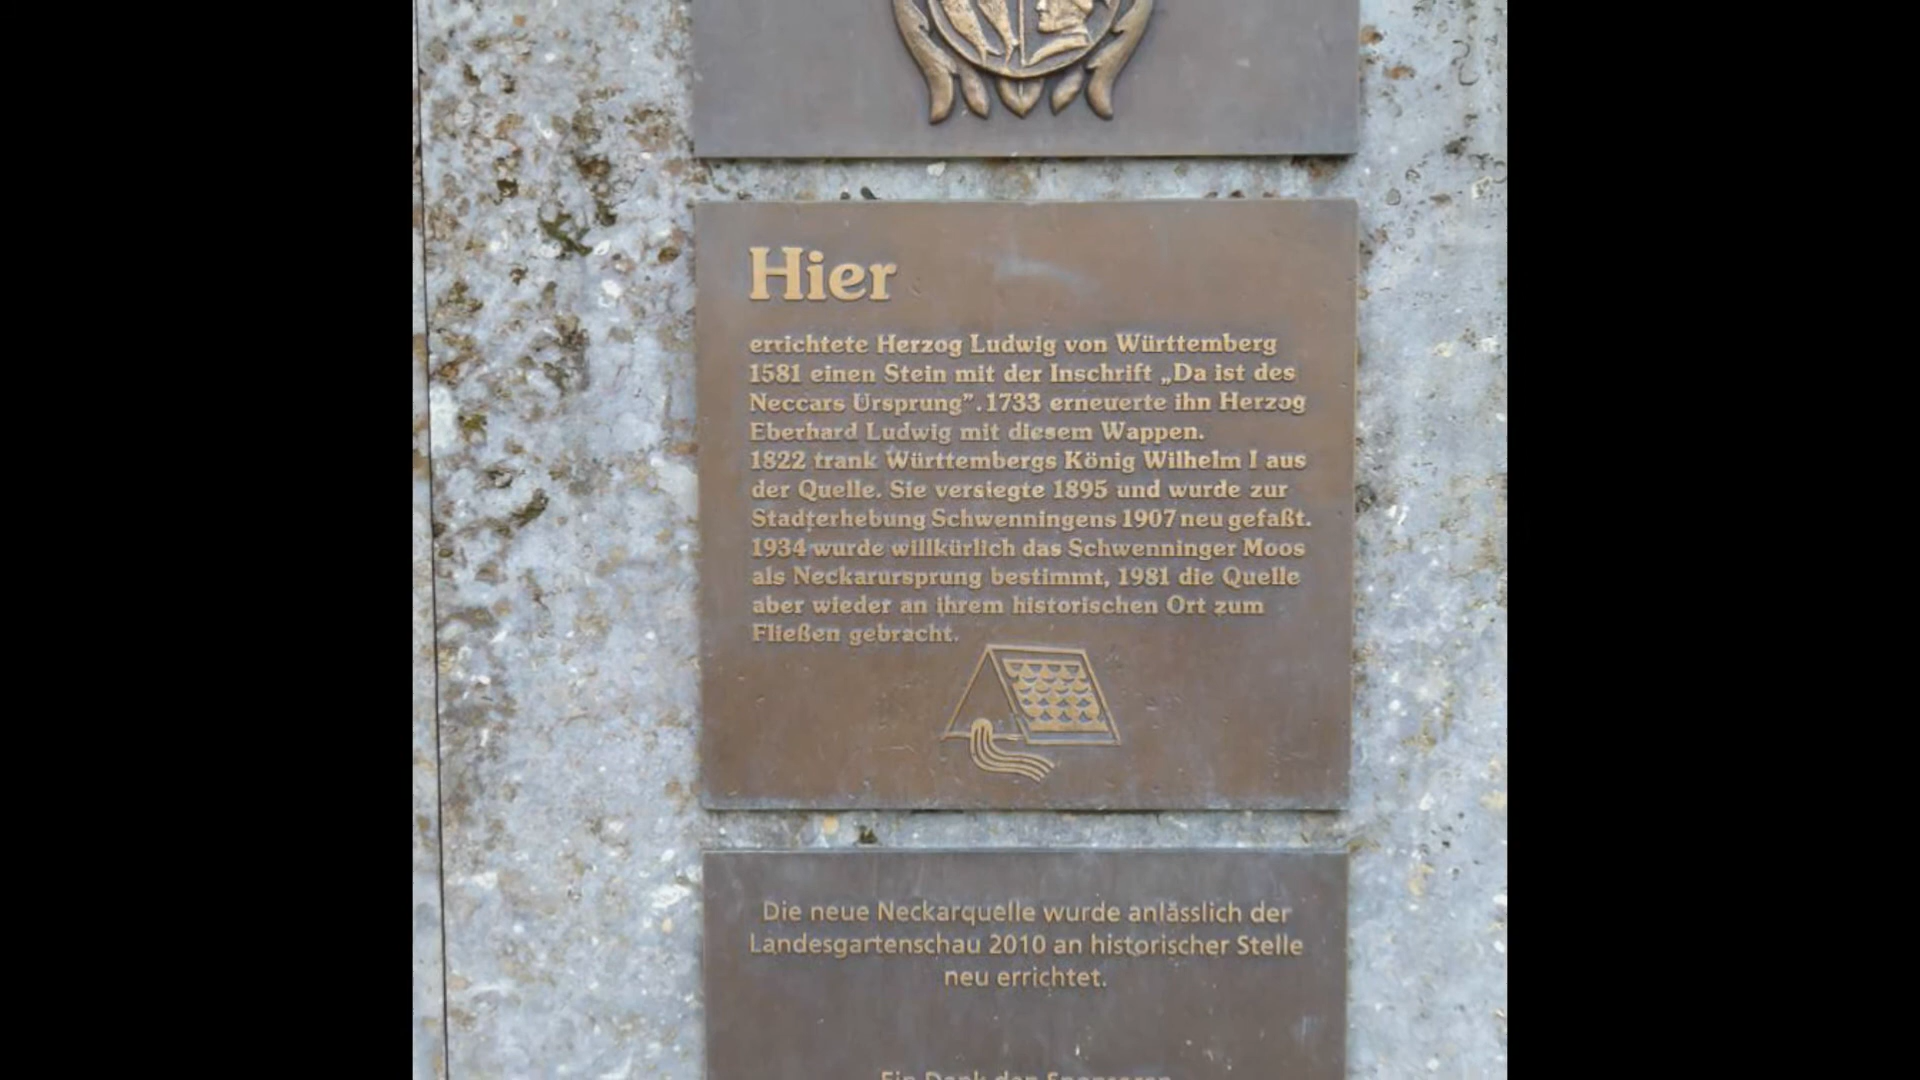 Hier
errichtete Herzog Ludwig von Württemberg
1581 einen Stein mit der Inschrift „Da ist des
Neccars Ursprung”. 1733 erneuerte ihn Herzog
Eberhard Ludwig mit diesem Wappen.
1822 trank Württembergs König Wilhelm I aus
der Quelle. Sie versiegte 1895 und wurde zur
Stadterhebung Schwenningens 1907 neu gefaßt.
1934 wurde willkürlich das Schwenninger Moos
als Neckarursprung bestimmt, 1981 die Quelle
aber wieder an ihrem historischen Ort zum
Fließen gebracht.
Die neue Neckarquelle wurde anlässlich der
Landesgartenschau 2010 an historischer Stelle
neu errichtet.
Ein Dank den Sponsoren